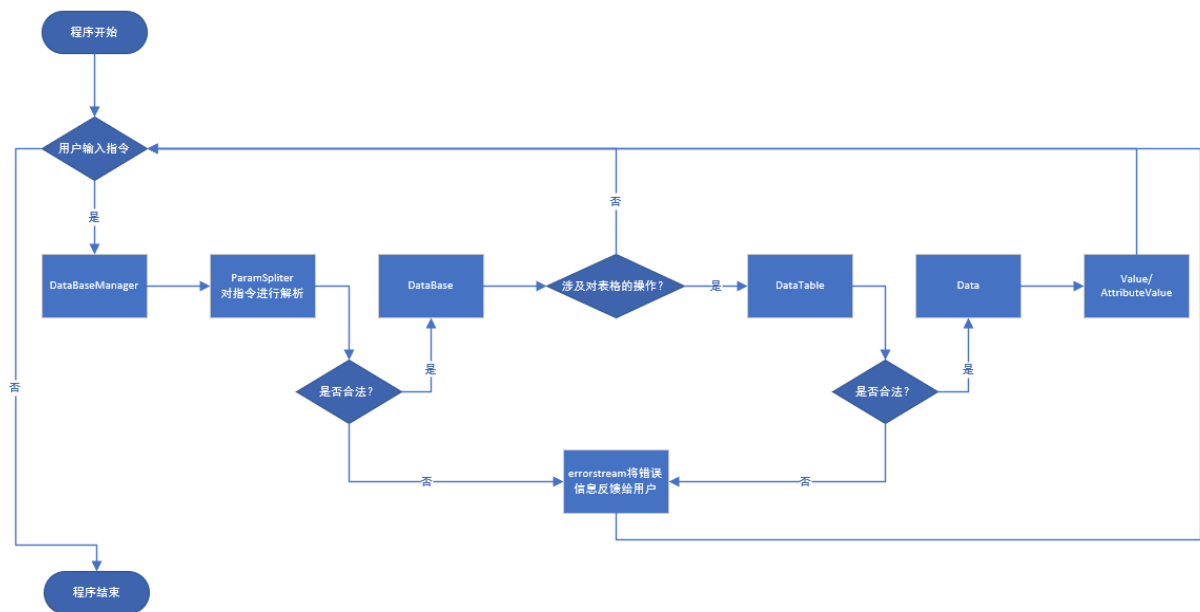 程序开始
用户输入指令
否
是
DataBaseManager
ParamSpliter
对指令进行解析
DataBase
涉及对表格的操作?
是
DataTable
Data
Value/
AttributeValue
是否合法?
是
是否合法?
是
否
errorstream将错误
信息反馈给用户
否
否
程序结束